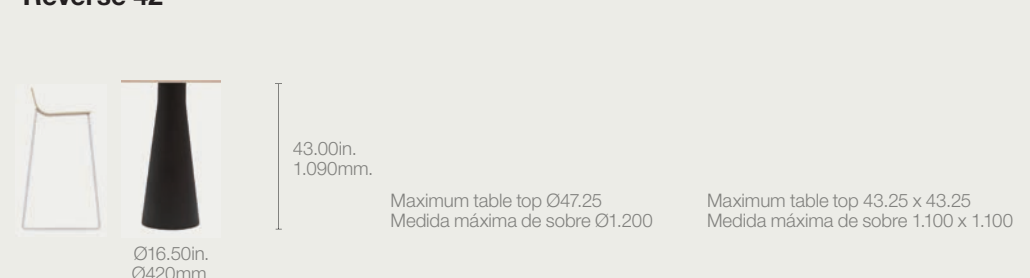 Reverse 42
43.00in.
1.090mm.
Maximum table top Ø47.25
Medida máxima de sobre Ø1.200
Maximum table top 43.25 x 43.25
Medida máxima de sobre 1.100 x 1.100
Ø16.50in.
Ø420mm